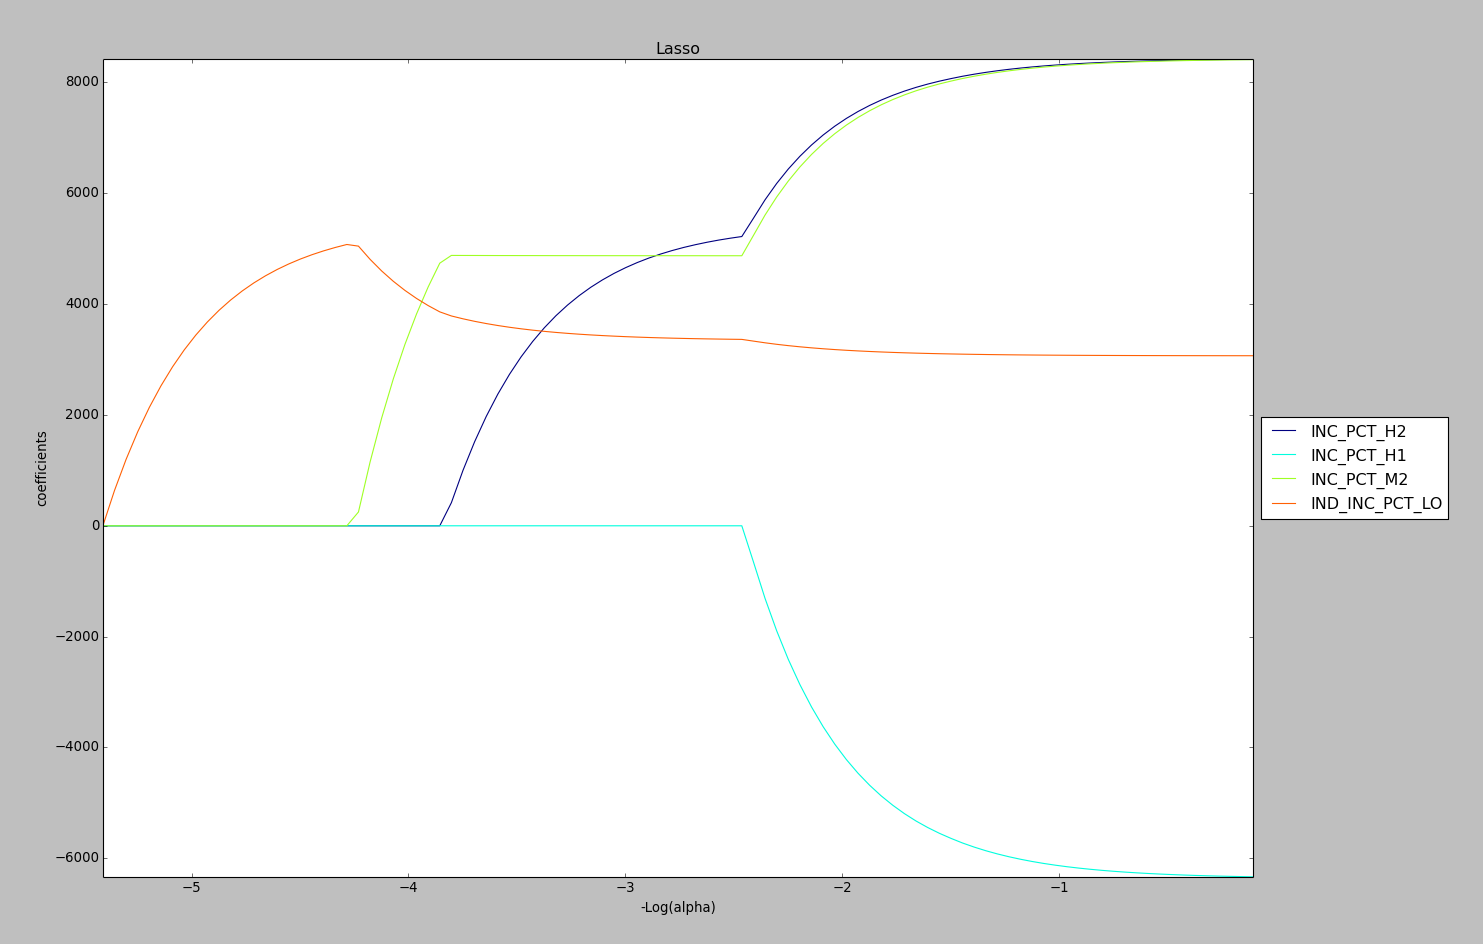 Lasso
8000
6000
4000
2000
0
−2000
−4000
−6000
coefficients
−5
−4
−3
−2
−1
-Log(alpha)
INC_PCT_H2
INC_PCT_H1
INC_PCT_M2
IND_INC_PCT_LO